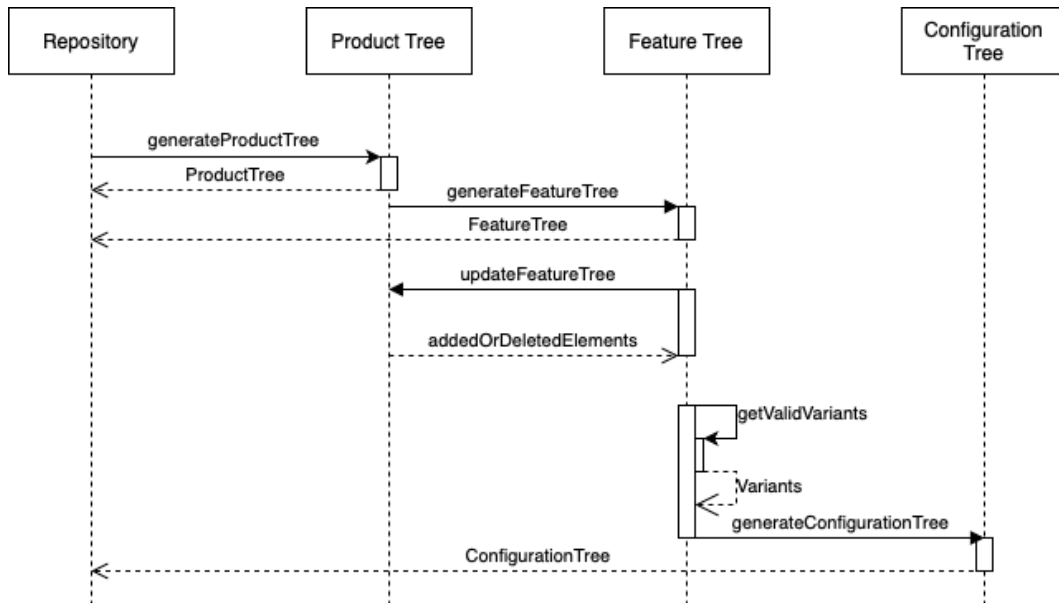 Repository
Product Tree
Feature Tree
Configuration
Tree
generateProductTree
ProductTree
generateFeatureTree
FeatureTree
updateFeatureTree
addedOrDeletedElements
getValidVariants
Variants
generateConfigurationTree
ConfigurationTree